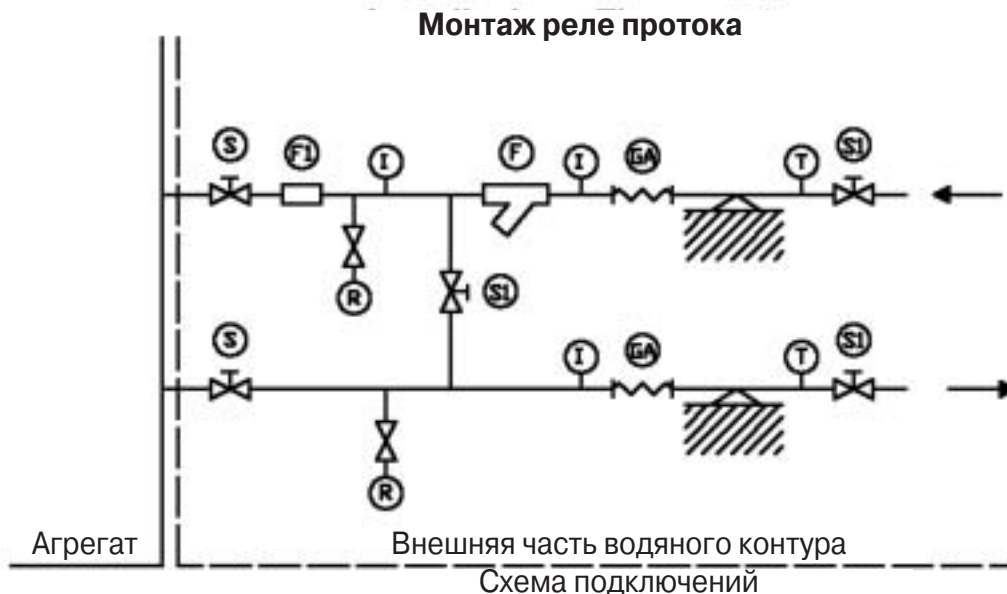 Монтаж реле протока
S F1 I F I GA T S1
R S1
S I GA T S1
R
Агрегат Внешняя часть водяного контура
Схема подключений